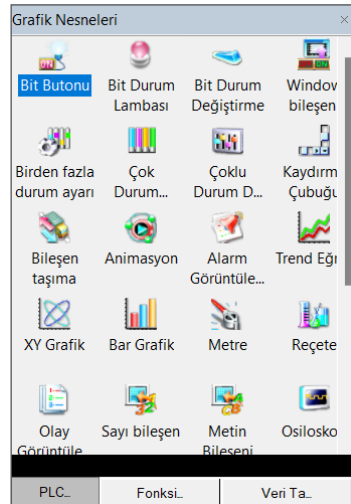 Grafik Nesneleri
Bit Butonu Bit Durum Bit Durum Window
Lambası Değiştirme bileşen
Birden fazla Çok Çoklu Kaydırm
durum ayarı Durum... Durum D... Çubuğu
Bileşen Animasyon Alarm Trend Eğri
taşıma Görüntüle...
XY Grafik Bar Grafik Metre Reçete
Olay Sayı bileşen Metin Osilosko
Görüntüle Bileşeni
PLC... Fonksi... Veri Ta...